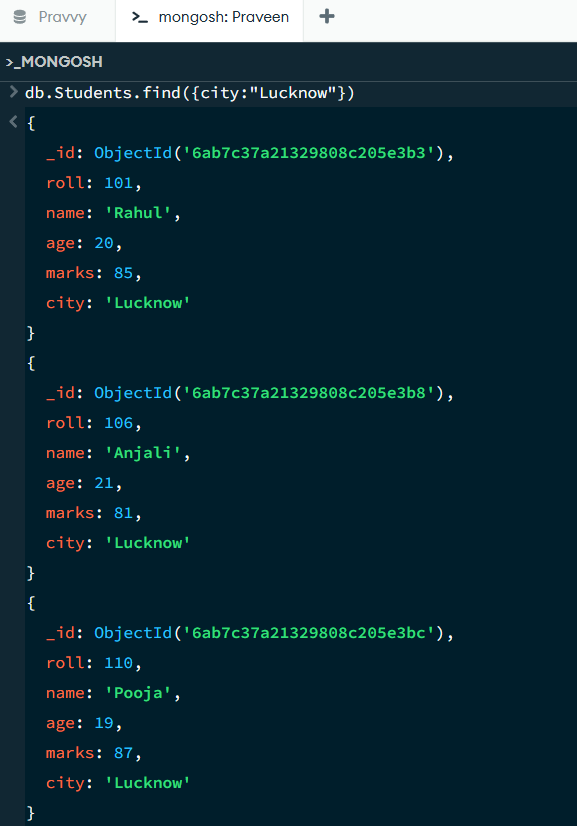 Pravvy >_ mongosh: Praveen +
>_MONGOSH
> db.Students.find({city:"Lucknow"})
< {
  _id: ObjectId('6ab7c37a21329808c205e3b3'),
  roll: 101,
  name: 'Rahul',
  age: 20,
  marks: 85,
  city: 'Lucknow'
}
{
  _id: ObjectId('6ab7c37a21329808c205e3b8'),
  roll: 106,
  name: 'Anjali',
  age: 21,
  marks: 81,
  city: 'Lucknow'
}
{
  _id: ObjectId('6ab7c37a21329808c205e3bc'),
  roll: 110,
  name: 'Pooja',
  age: 19,
  marks: 87,
  city: 'Lucknow'
}